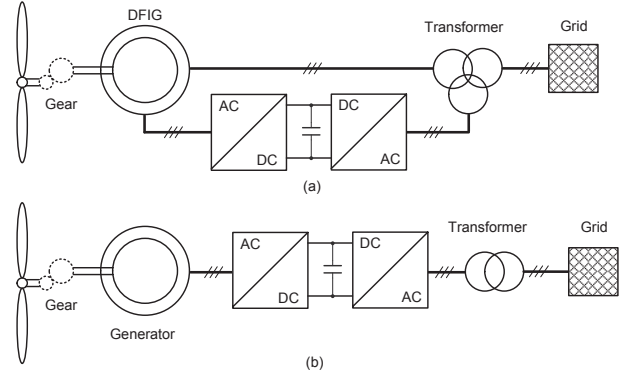 DFIG
Transformer
Grid
Gear
AC
DC
DC
AC
(a)
Transformer
Grid
AC
DC
DC
AC
Gear
Generator
(b)